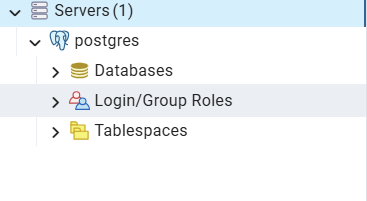 Servers (1)
postgres
Databases
Login/Group Roles
Tablespaces